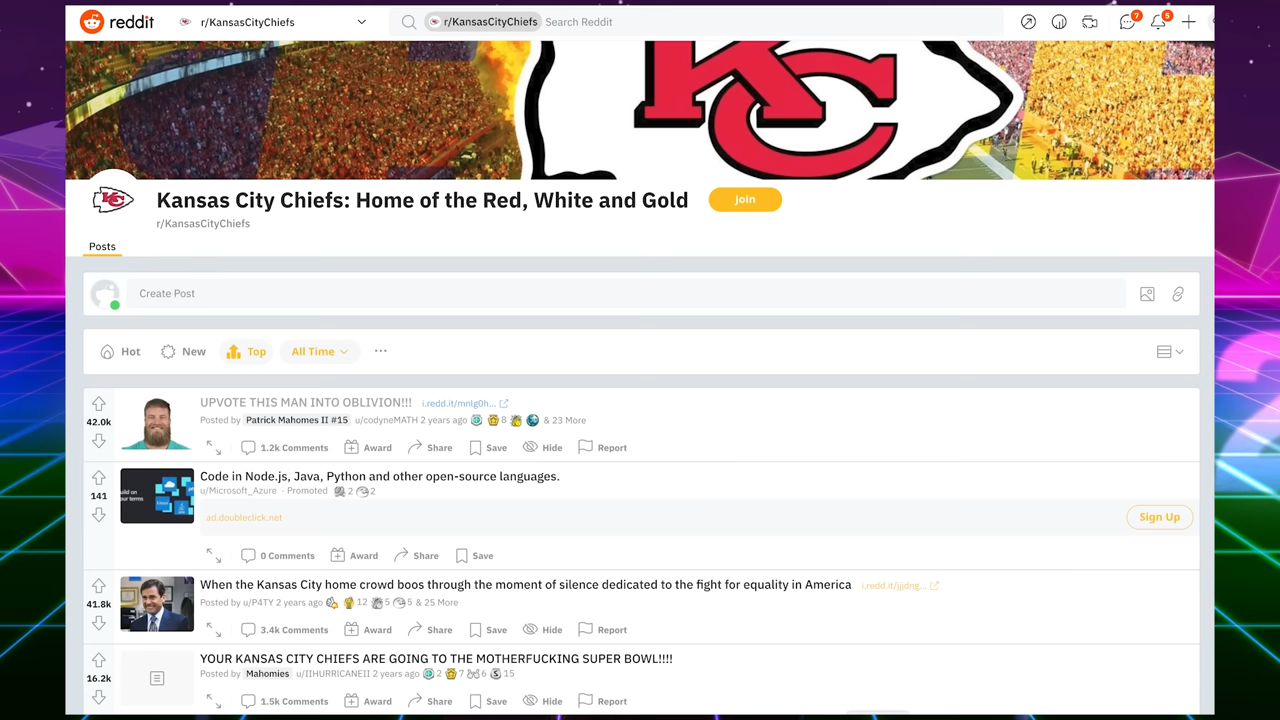 reddit r/KansasCityChiefs r/KansasCityChiefs Search Reddit 7 5
KC
KC Kansas City Chiefs: Home of the Red, White and Gold Join
r/KansasCityChiefs
Posts
Create Post
Hot New Top All Time ...
UPVOTE THIS MAN INTO OBLIVION!!! i.redd.it/mnlg0h...
42.0k Posted by Patrick Mahomes II #15 u/codyneMATH 2 years ago 8 & 23 More
1.2k Comments Award Share Save Hide Report
Code in Node.js, Java, Python and other open-source languages.
141 u/Microsoft_Azure · Promoted 2 2
ad.doubleclick.net Sign Up
0 Comments Award Share Save
When the Kansas City home crowd boos through the moment of silence dedicated to the fight for equality in America i.redd.it/jjjdng...
41.8k Posted by u/P4TY 2 years ago 12 5 5 & 25 More
3.4k Comments Award Share Save Hide Report
YOUR KANSAS CITY CHIEFS ARE GOING TO THE MOTHERFUCKING SUPER BOWL!!!!
16.2k Posted by Mahomies u/IIHURRICANEII 2 years ago 2 7 6 S 15
1.5k Comments Award Share Save Hide Report